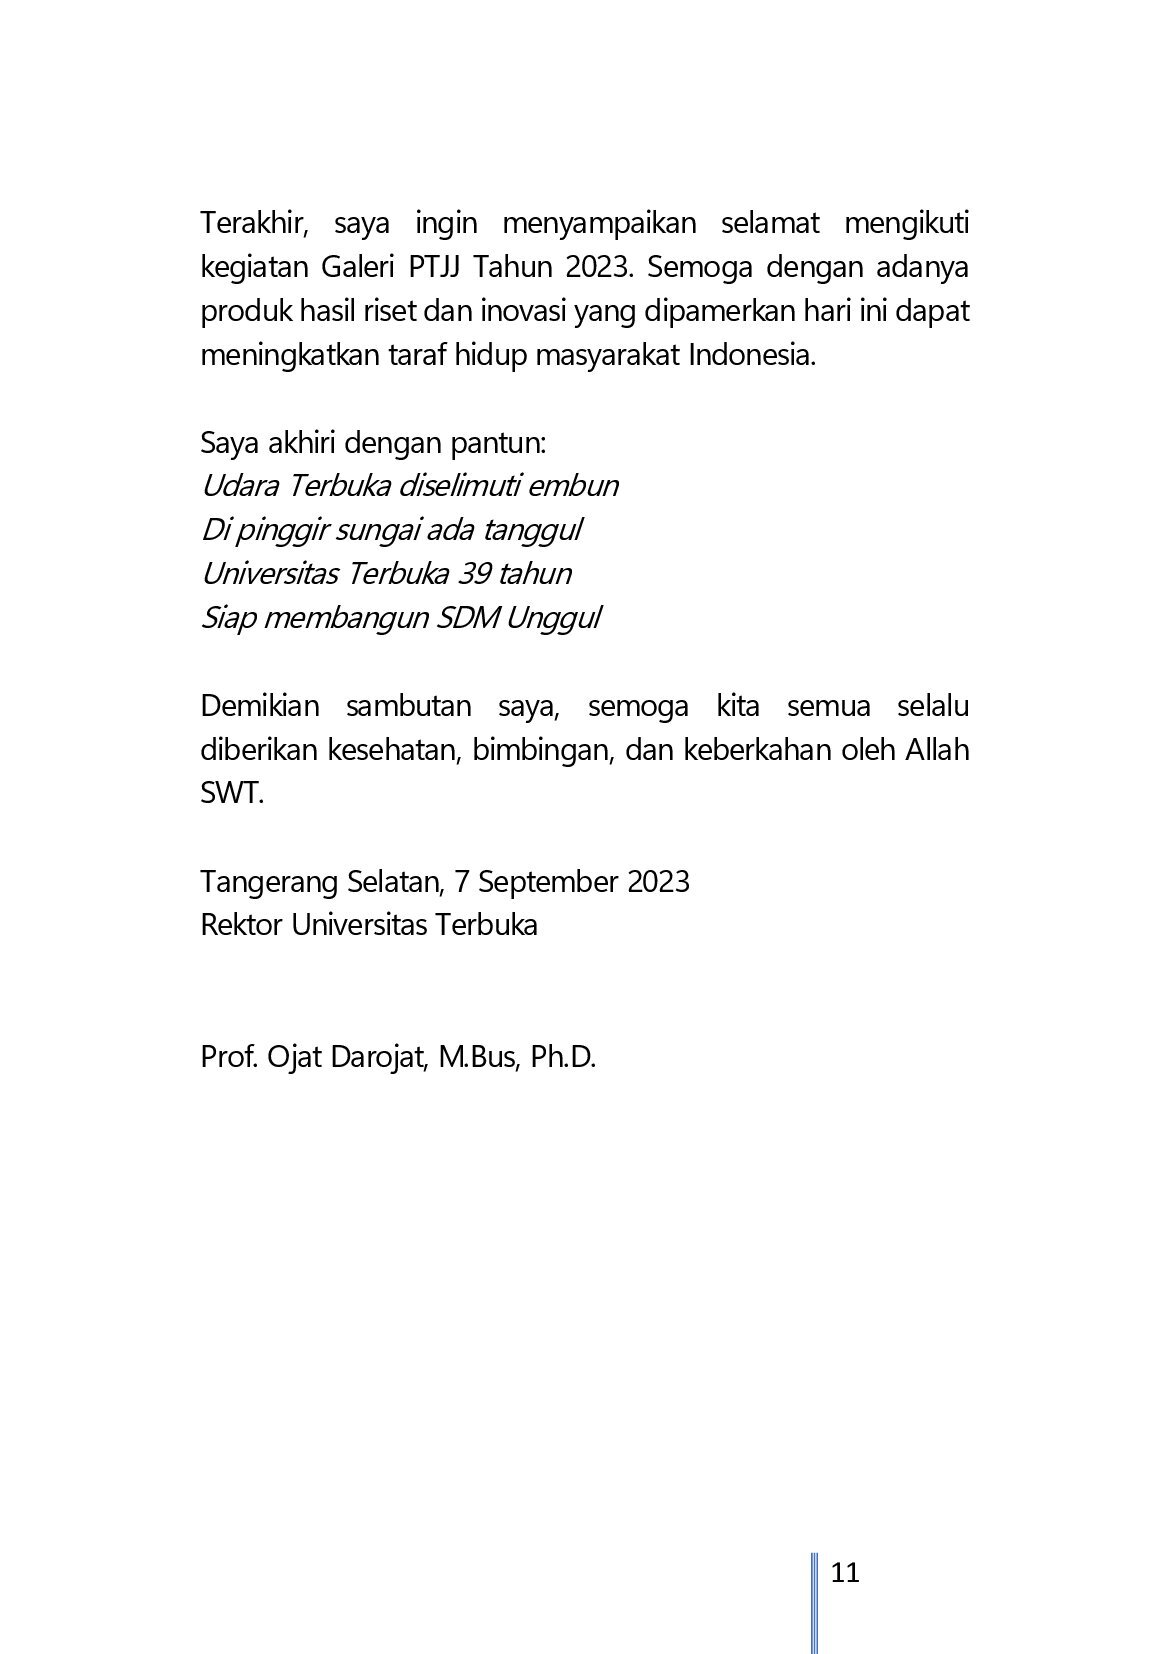 Terakhir, saya ingin menyampaikan selamat mengikuti
kegiatan Galeri PTJJ Tahun 2023. Semoga dengan adanya
produk hasil riset dan inovasi yang dipamerkan hari ini dapat
meningkatkan taraf hidup masyarakat Indonesia.
Saya akhiri dengan pantun:
Udara Terbuka diselimuti embun
Di pinggir sungai ada tanggul
Universitas Terbuka 39 tahun
Siap membangun SDM Unggul
Demikian sambutan saya, semoga kita semua selalu
diberikan kesehatan, bimbingan, dan keberkahan oleh Allah
SWT.
Tangerang Selatan, 7 September 2023
Rektor Universitas Terbuka
Prof. Ojat Darojat, M.Bus, Ph.D.
11